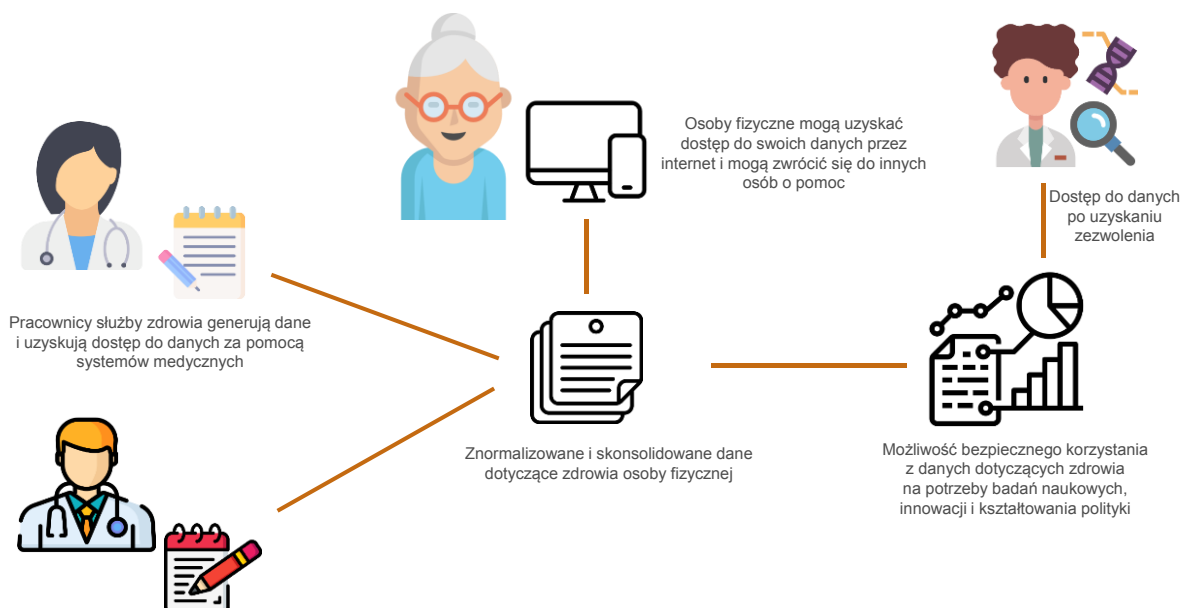 Osoby fizyczne mogą uzyskać
dostęp do swoich danych przez
internet i mogą zwrócić się do innych
osób o pomoc
Dostęp do danych
po uzyskaniu
zezwolenia
Pracownicy służby zdrowia generują dane
i uzyskują dostęp do danych za pomocą
systemów medycznych
Znormalizowane i skonsolidowane dane
dotyczące zdrowia osoby fizycznej
Możliwość bezpiecznego korzystania
z danych dotyczących zdrowia
na potrzeby badań naukowych,
innowacji i kształtowania polityki